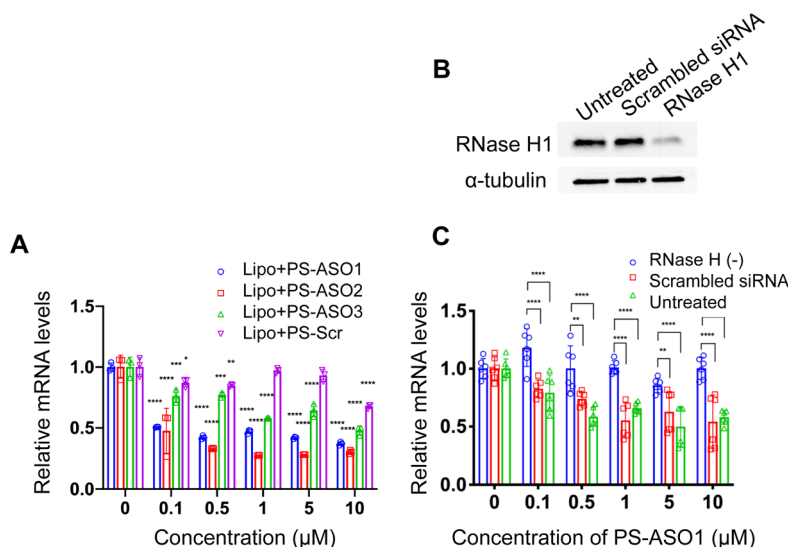 B
Untreated
Scrambled siRNA
RNase H1
RNase H1
α-tubulin
A
Lipo+PS-ASO1
Lipo+PS-ASO2
Lipo+PS-ASO3
Lipo+PS-Scr
Relative mRNA levels
1.5
1.0
0.5
0.0
**** **** *** *
**** **** *** **
**** **** ****
**** **** ****
**** **** **** ****
0 0.1 0.5 1 5 10
Concentration (µM)
C
RNase H (-)
Scrambled siRNA
Untreated
Relative mRNA levels
1.5
1.0
0.5
0.0
**** ****
**** **
**** ****
**** **
****
0 0.1 0.5 1 5 10
Concentration of PS-ASO1 (µM)